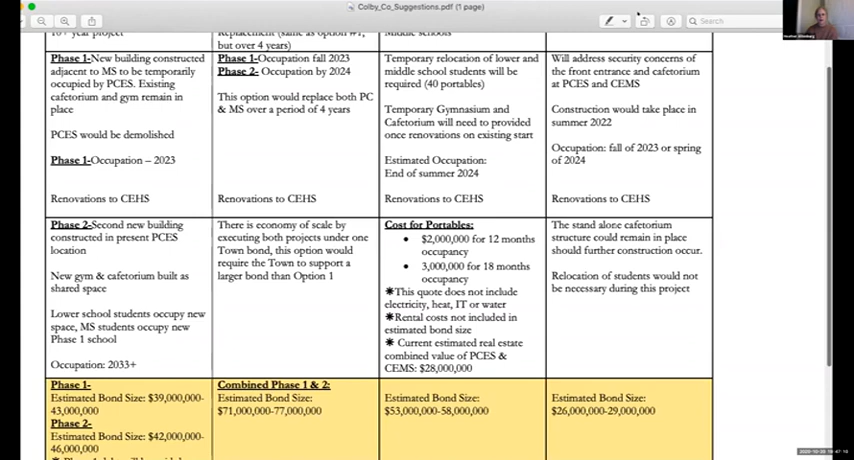 Colby_Co_Suggestions.pdf (1 page)
Search
10+ year project
Replacement (same as option #1,
but over 4 years)
Middle schools
Phase 1-New building constructed
adjacent to MS to be temporarily
occupied by PCES. Existing
cafetorium and gym remain in
place
PCES would be demolished
Phase 1-Occupation – 2023
Renovations to CEHS
Phase 1-Occupation fall 2023
Phase 2- Occupation by 2024
This option would replace both PC
& MS over a period of 4 years
Renovations to CEHS
Temporary relocation of lower and
middle school students will be
required (40 portables)
Temporary Gymnasium and
Cafetorium will need to provided
once renovations on existing start
Estimated Occupation:
End of summer 2024
Renovations to CEHS
Will address security concerns of
the front entrance and cafetorium
at PCES and CEMS
Construction would take place in
summer 2022
Occupation: fall of 2023 or spring
of 2024
Renovations to CEHS
Phase 2-Second new building
constructed in present PCES
location
New gym & cafetorium built as
shared space
Lower school students occupy new
space, MS students occupy new
Phase 1 school
Occupation: 2033+
There is economy of scale by
executing both projects under one
Town bond, this option would
require the Town to support a
larger bond than Option 1
Cost for Portables:
• $2,000,000 for 12 months
occupancy
• 3,000,000 for 18 months
occupancy
✷This quote does not include
electricity, heat, IT or water
✷Rental costs not included in
estimated bond size
✷ Current estimated real estate
combined value of PCES &
CEMS: $28,000,000
The stand alone cafetorium
structure could remain in place
should further construction occur.
Relocation of students would not
be necessary during this project
Phase 1-
Estimated Bond Size: $39,000,000-
43,000,000
Phase 2-
Estimated Bond Size: $42,000,000-
46,000,000
Combined Phase 1 & 2:
Estimated Bond Size:
$71,000,000-77,000,000
Estimated Bond Size:
$53,000,000-58,000,000
Estimated Bond Size:
$26,000,000-29,000,000